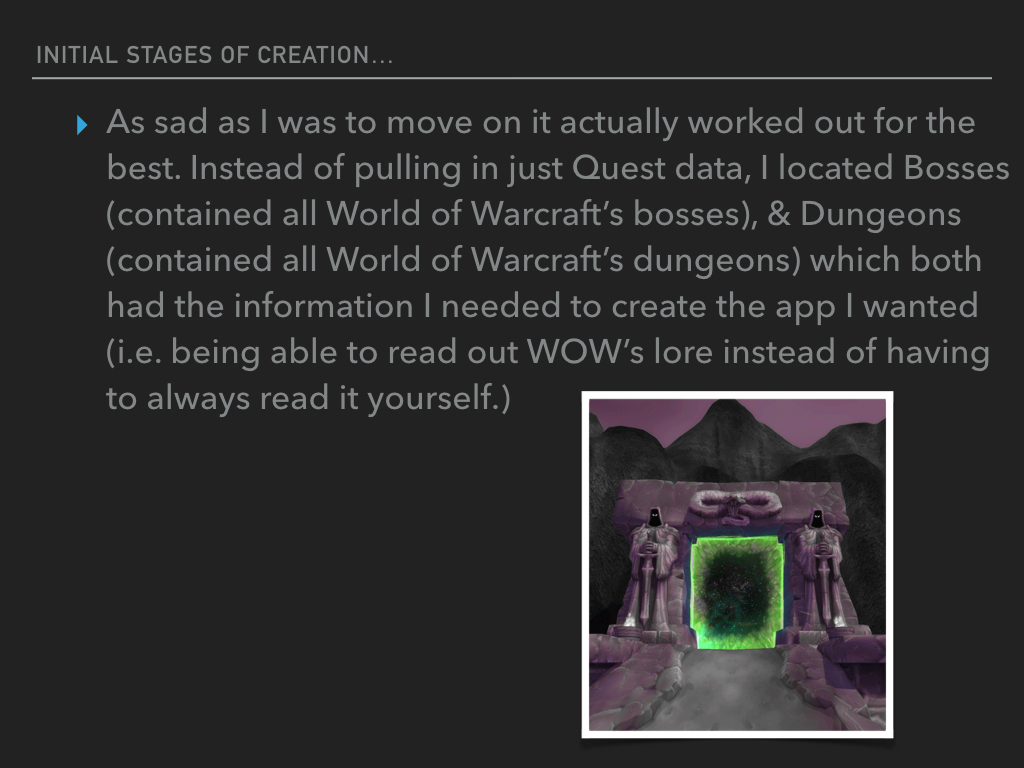 INITIAL STAGES OF CREATION…
As sad as I was to move on it actually worked out for the
best. Instead of pulling in just Quest data, I located Bosses
(contained all World of Warcraft’s bosses), & Dungeons
(contained all World of Warcraft’s dungeons) which both
had the information I needed to create the app I wanted
(i.e. being able to read out WOW’s lore instead of having
to always read it yourself.)